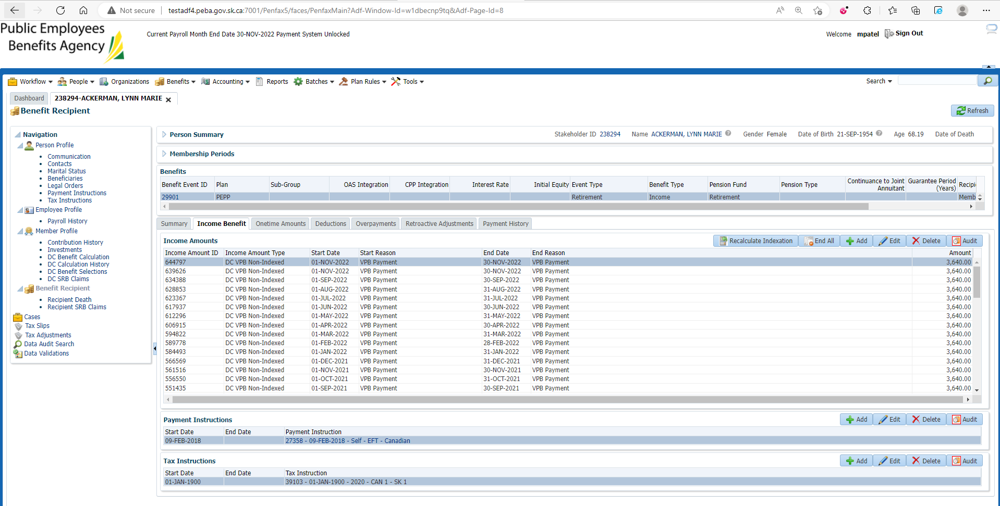 Not secure | testadf4.peba.gov.sk.ca:7001/Penfax5/faces/PenfaxMain?Adf-Window-Id=w1dbecnp9tq&Adf-Page-Id=8
Public Employees
Benefits Agency
Current Payroll Month End Date 30-NOV-2022 Payment System Unlocked
Welcome mpatel Sign Out
Workflow People Organizations Benefits Accounting Reports Batches Plan Rules Tools Search
Dashboard 238294-ACKERMAN, LYNN MARIE
Benefit Recipient Refresh
Navigation
Person Profile
Communication
Contacts
Marital Status
Beneficiaries
Legal Orders
Payment Instructions
Tax Instructions
Employee Profile
Payroll History
Member Profile
Contribution History
Investments
DC Benefit Calculation
DC Calculation History
DC Benefit Selections
DC SRB Claims
Benefit Recipient
Recipient Death
Recipient SRB Claims
Cases
Tax Slips
Tax Adjustments
Data Audit Search
Data Validations
Person Summary Stakeholder ID 238294 Name ACKERMAN, LYNN MARIE Gender Female Date of Birth 21-SEP-1954 Age 68.19 Date of Death
Membership Periods
Benefits
Benefit Event ID Plan Sub-Group OAS Integration CPP Integration Interest Rate Initial Equity Event Type Benefit Type Pension Fund Pension Type Continuance to Joint Annuitant Guarantee Period (Years) Recipi
29901 PEPP Retirement Income Retirement Memb
Summary Income Benefit Onetime Amounts Deductions Overpayments Retroactive Adjustments Payment History
Income Amounts Recalculate Indexation End All Add Edit Delete Audit
Income Amount ID Income Amount Type Start Date Start Reason End Date End Reason Amount
644797 DC VPB Non-Indexed 01-NOV-2022 VPB Payment 30-NOV-2022 VPB Payment 3,640.00
639626 DC VPB Non-Indexed 01-NOV-2022 VPB Payment 30-NOV-2022 VPB Payment 3,640.00
634388 DC VPB Non-Indexed 01-SEP-2022 VPB Payment 30-SEP-2022 VPB Payment 3,640.00
628853 DC VPB Non-Indexed 01-AUG-2022 VPB Payment 31-AUG-2022 VPB Payment 3,640.00
623367 DC VPB Non-Indexed 01-JUL-2022 VPB Payment 31-JUL-2022 VPB Payment 3,640.00
617937 DC VPB Non-Indexed 01-JUN-2022 VPB Payment 30-JUN-2022 VPB Payment 3,640.00
612296 DC VPB Non-Indexed 01-MAY-2022 VPB Payment 31-MAY-2022 VPB Payment 3,640.00
606915 DC VPB Non-Indexed 01-APR-2022 VPB Payment 30-APR-2022 VPB Payment 3,640.00
594822 DC VPB Non-Indexed 01-MAR-2022 VPB Payment 31-MAR-2022 VPB Payment 3,640.00
589778 DC VPB Non-Indexed 01-FEB-2022 VPB Payment 28-FEB-2022 VPB Payment 3,640.00
584493 DC VPB Non-Indexed 01-JAN-2022 VPB Payment 31-JAN-2022 VPB Payment 3,640.00
566569 DC VPB Non-Indexed 01-DEC-2021 VPB Payment 31-DEC-2021 VPB Payment 3,640.00
561516 DC VPB Non-Indexed 01-NOV-2021 VPB Payment 30-NOV-2021 VPB Payment 3,640.00
556550 DC VPB Non-Indexed 01-OCT-2021 VPB Payment 31-OCT-2021 VPB Payment 3,640.00
551435 DC VPB Non-Indexed 01-SEP-2021 VPB Payment 30-SEP-2021 VPB Payment 3,640.00
Payment Instructions Add Edit Delete Audit
Start Date End Date Payment Instruction
09-FEB-2018 27358 - 09-FEB-2018 - Self - EFT - Canadian
Tax Instructions Add Edit Delete Audit
Start Date End Date Tax Instruction
01-JAN-1900 39103 - 01-JAN-1900 - 2020 - CAN 1 - SK 1